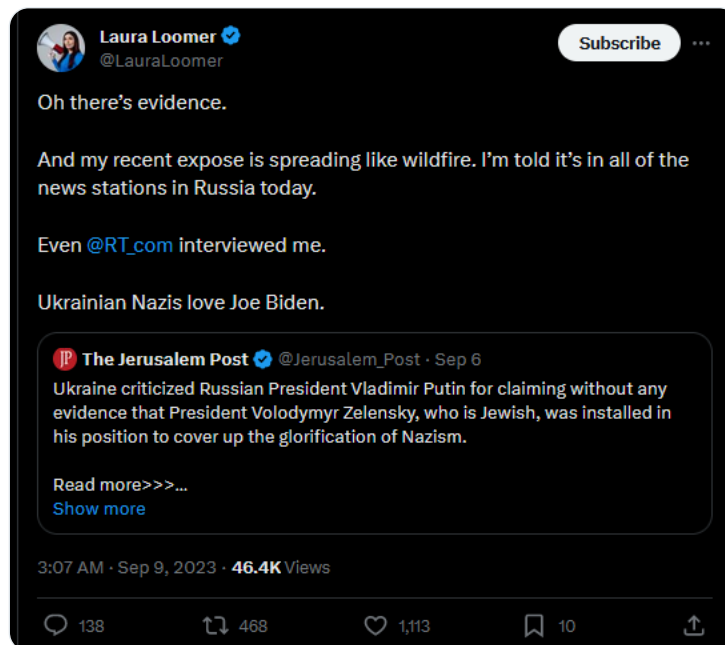 Laura Loomer
Subscribe
@LauraLoomer
Oh there's evidence.
And my recent expose is spreading like wildfire. I'm told it's in all of the
news stations in Russia today.
Even @RT_com interviewed me.
Ukrainian Nazis love Joe Biden.
JP The Jerusalem Post @Jerusalem_Post · Sep 6
Ukraine criticized Russian President Vladimir Putin for claiming without any
evidence that President Volodymyr Zelensky, who is Jewish, was installed in
his position to cover up the glorification of Nazism.
Read more>>>...
Show more
3:07 AM · Sep 9, 2023 · 46.4K Views
138 468 1,113 10